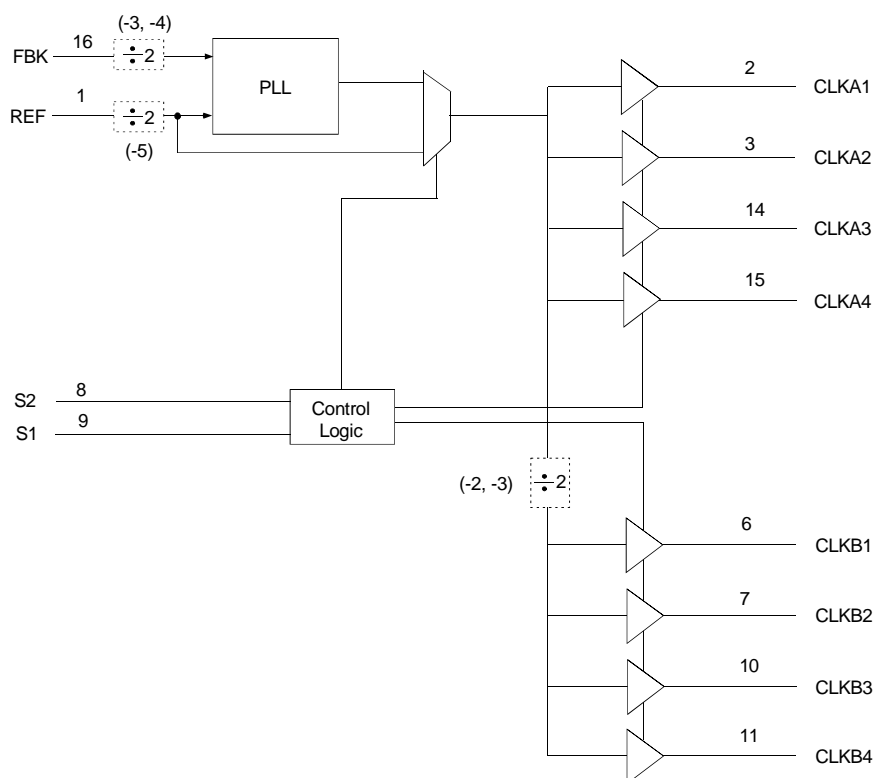 (-3, -4)
FBK 16 ÷2
PLL
REF 1 ÷2
(-5)
2 CLKA1
3 CLKA2
14 CLKA3
15 CLKA4
S2 8
S1 9
Control
Logic
(-2, -3) ÷2
6 CLKB1
7 CLKB2
10 CLKB3
11 CLKB4